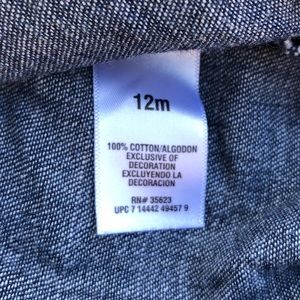 12m
100% COTTON/ALGODON
EXCLUSIVE OF
DECORATION
EXCLUYENDO LA
DECORACION
RN# 35623
UPC 7 14442 49457 9